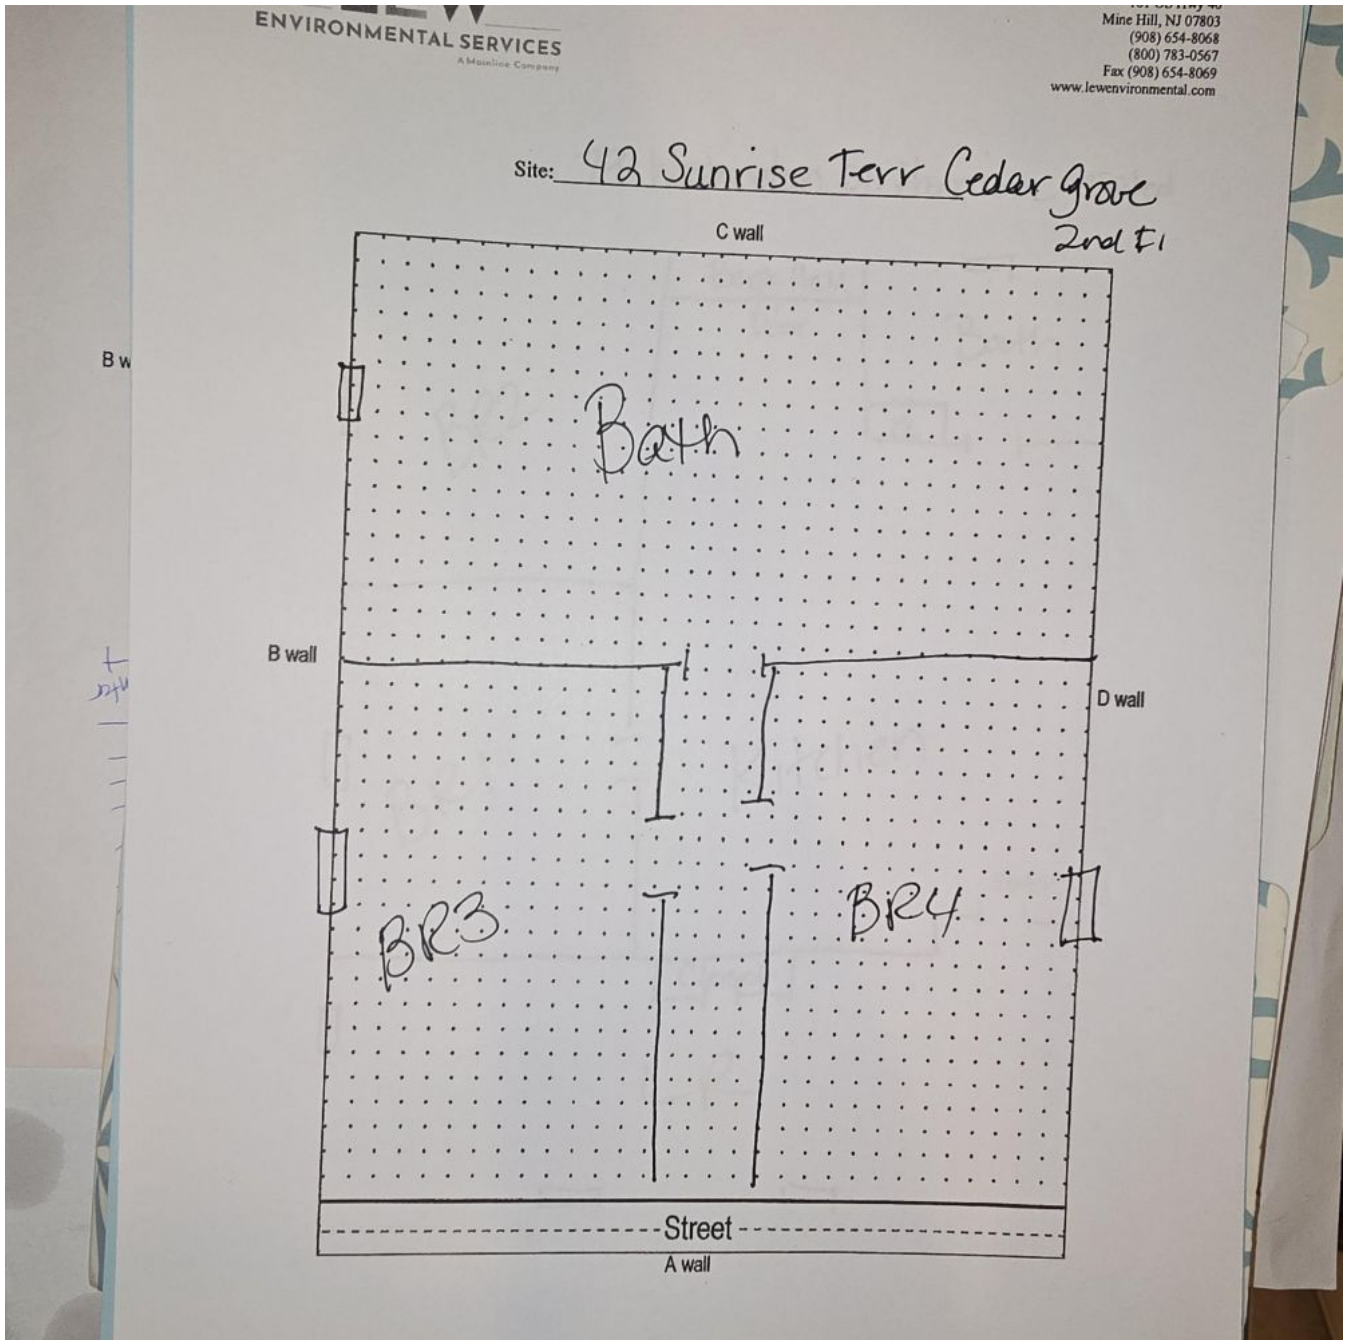 ENVIRONMENTAL SERVICES
A Mainline Company
Mine Hill, NJ 07803
(908) 654-8068
(800) 783-0567
Fax (908) 654-8069
www.lewenvironmental.com
Site: 42 Sunrise Terr Cedar Grove
2nd Fl
C wall
B w
Bath
B wall
D wall
BR3
BR4
Street
A wall